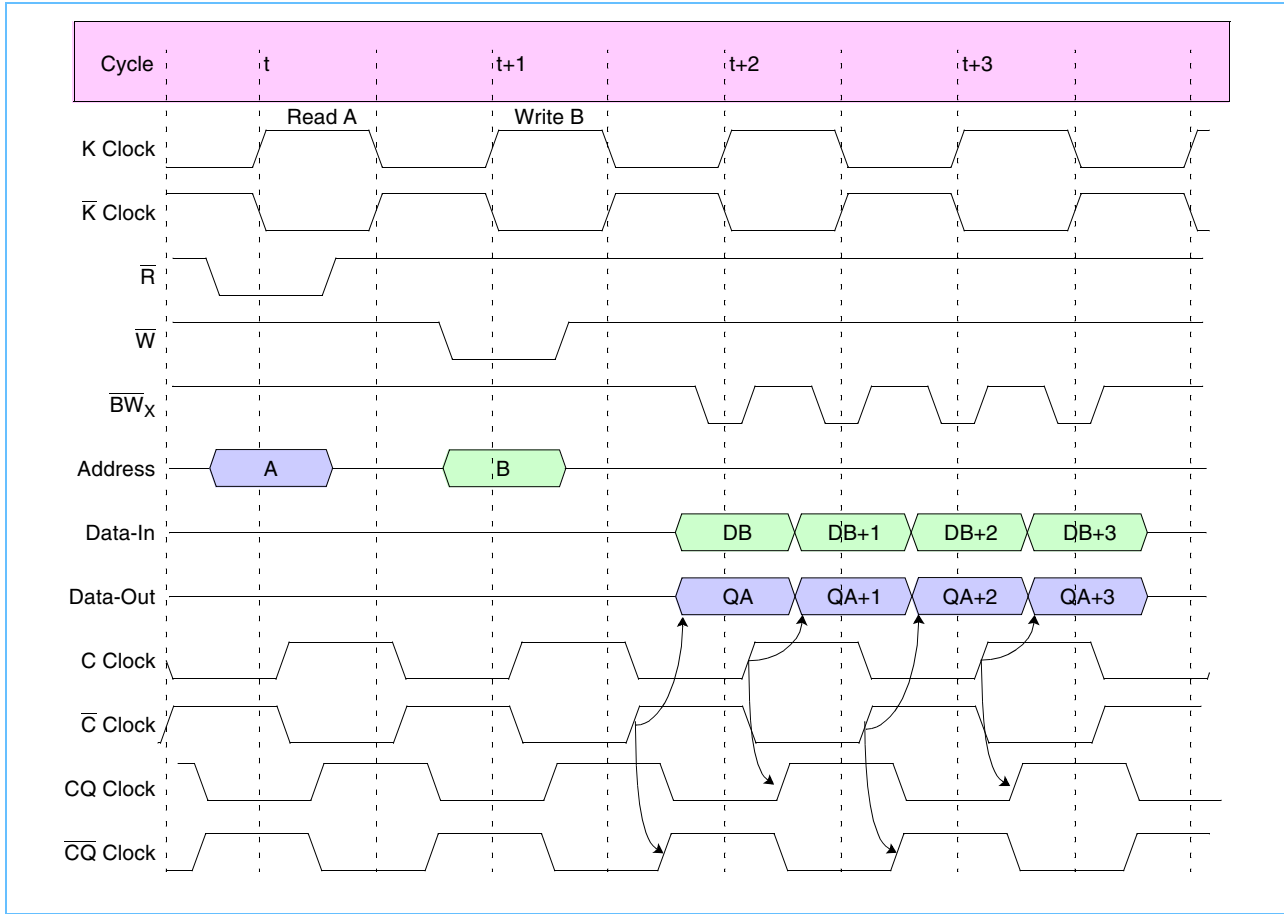 Cycle t t+1 t+2 t+3
Read A Write B
K Clock
K̅ Clock
R̅
W̅
B̅W̅X
Address A B
Data-In DB DB+1 DB+2 DB+3
Data-Out QA QA+1 QA+2 QA+3
C Clock
C̅ Clock
CQ Clock
C̅Q̅ Clock